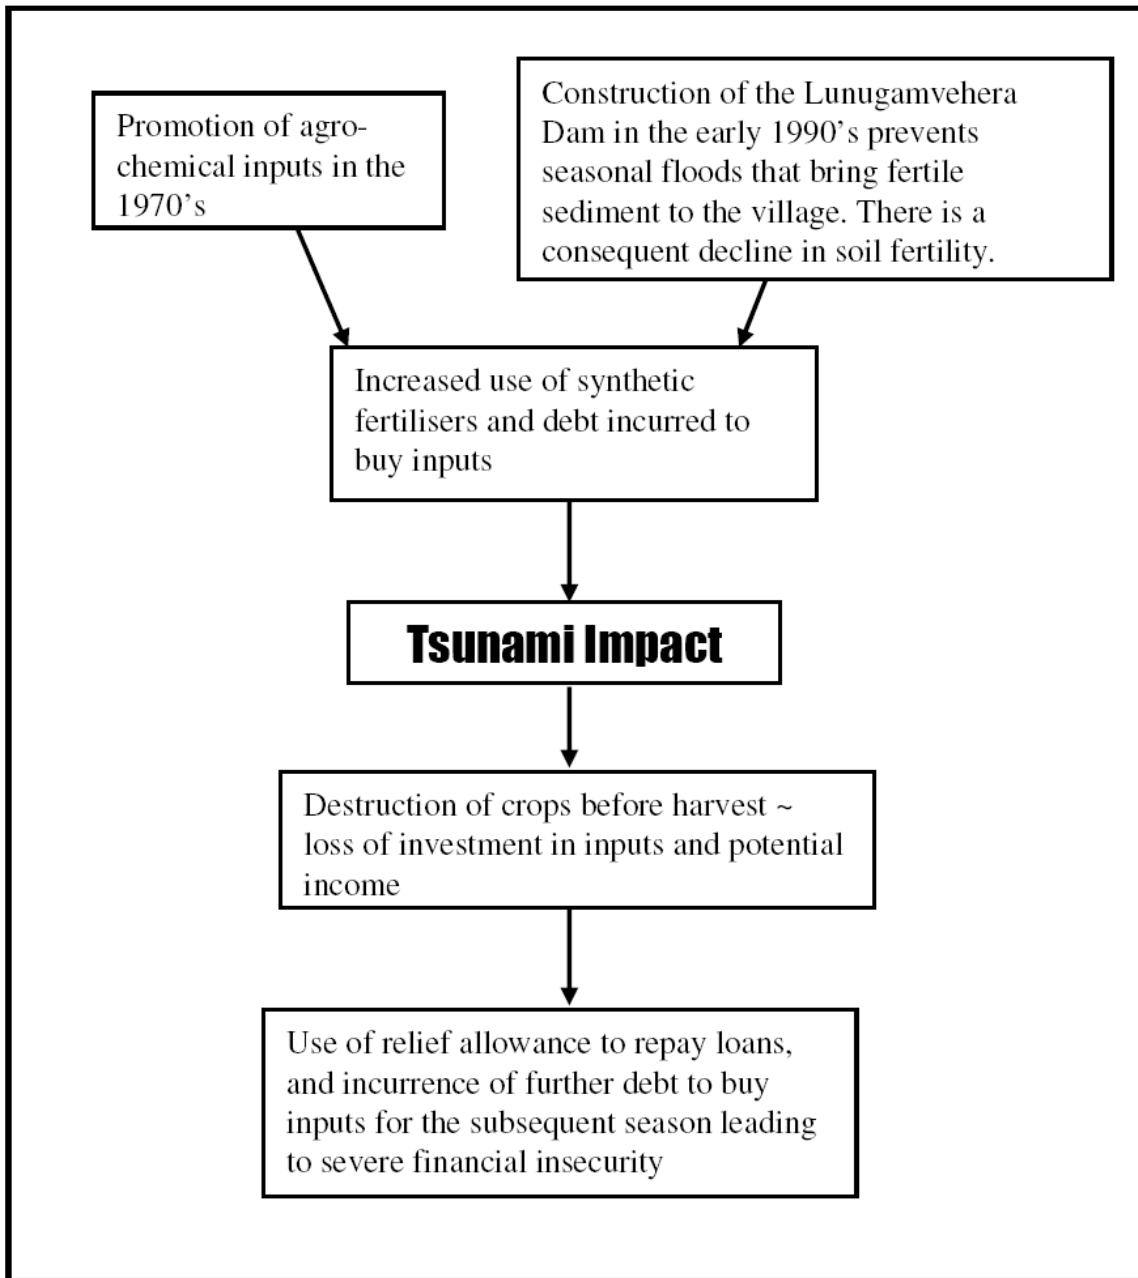 Promotion of agro-
chemical inputs in the
1970's
Construction of the Lunugamvehera
Dam in the early 1990's prevents
seasonal floods that bring fertile
sediment to the village. There is a
consequent decline in soil fertility.
Increased use of synthetic
fertilisers and debt incurred to
buy inputs
Tsunami Impact
Destruction of crops before harvest ~
loss of investment in inputs and potential
income
Use of relief allowance to repay loans,
and incurrence of further debt to buy
inputs for the subsequent season leading
to severe financial insecurity